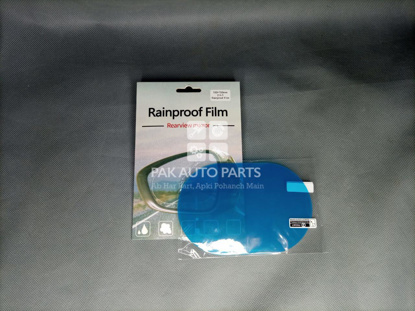 Rainproof Film
Rearview mirror
PAK AUTO PARTS
Ab Har Part, Apki Pohanch Main